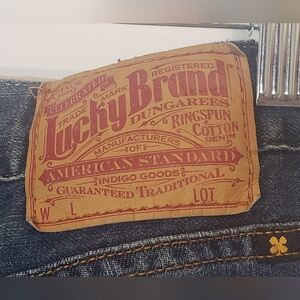 CELEBRATED
REGISTERED
TRADE MARK
Lucky Brand
DUNGAREES
RINGSPUN
COTTON
DENIM
MANUFACTURERS
OF
AMERICAN STANDARD
INDIGO GOODS
GUARANTEED TRADITIONAL
W L LOT